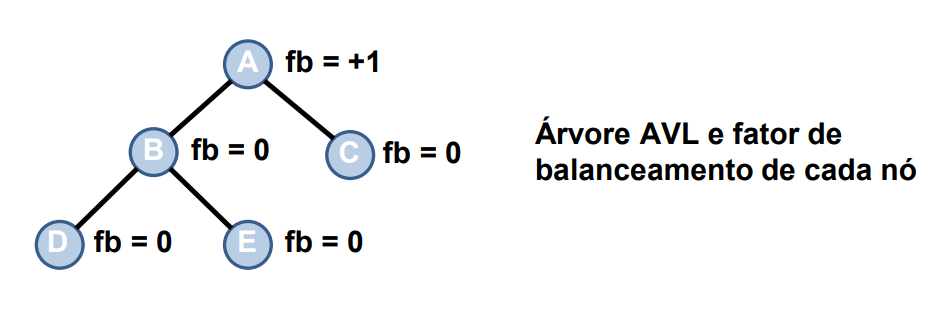 A fb = +1
B fb = 0 C fb = 0
D fb = 0 E fb = 0
Árvore AVL e fator de
balanceamento de cada nó